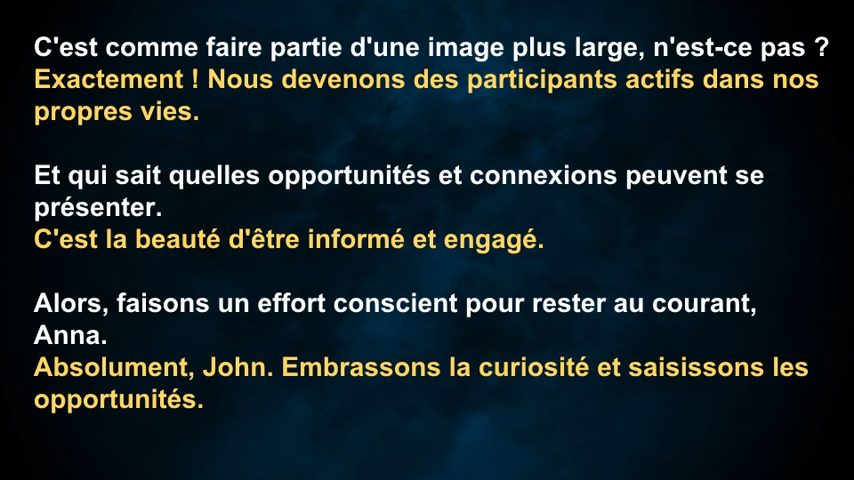 C'est comme faire partie d'une image plus large, n'est-ce pas ?
Exactement ! Nous devenons des participants actifs dans nos
propres vies.
Et qui sait quelles opportunités et connexions peuvent se
présenter.
C'est la beauté d'être informé et engagé.
Alors, faisons un effort conscient pour rester au courant,
Anna.
Absolument, John. Embrassons la curiosité et saisissons les
opportunités.